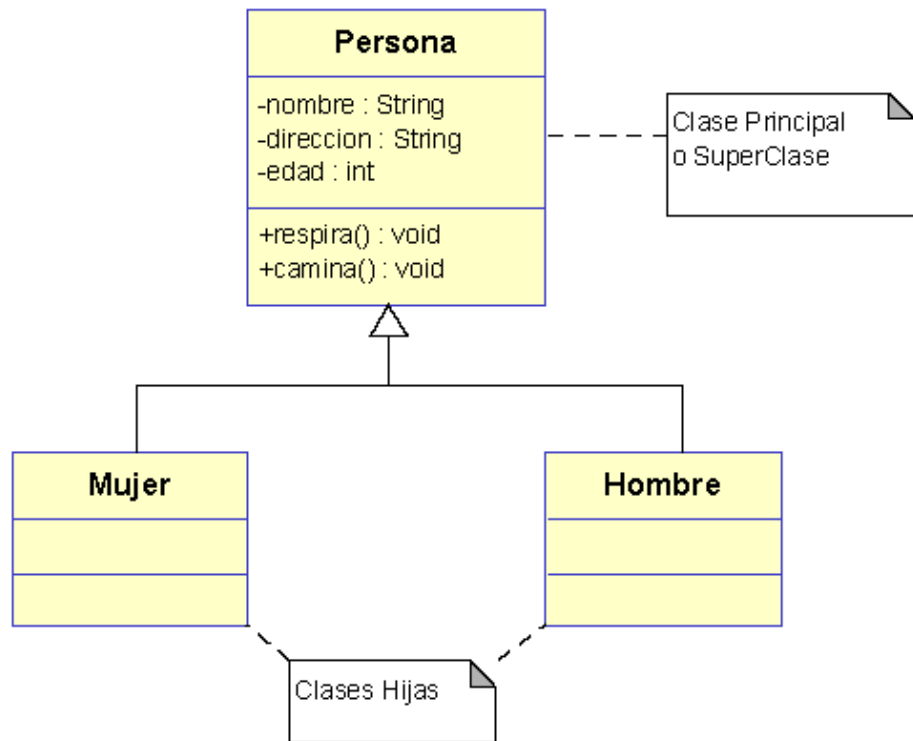 Persona
-nombre : String
-direccion : String
-edad : int
+respira() : void
+camina() : void
Clase Principal
o SuperClase
Mujer
Hombre
Clases Hijas